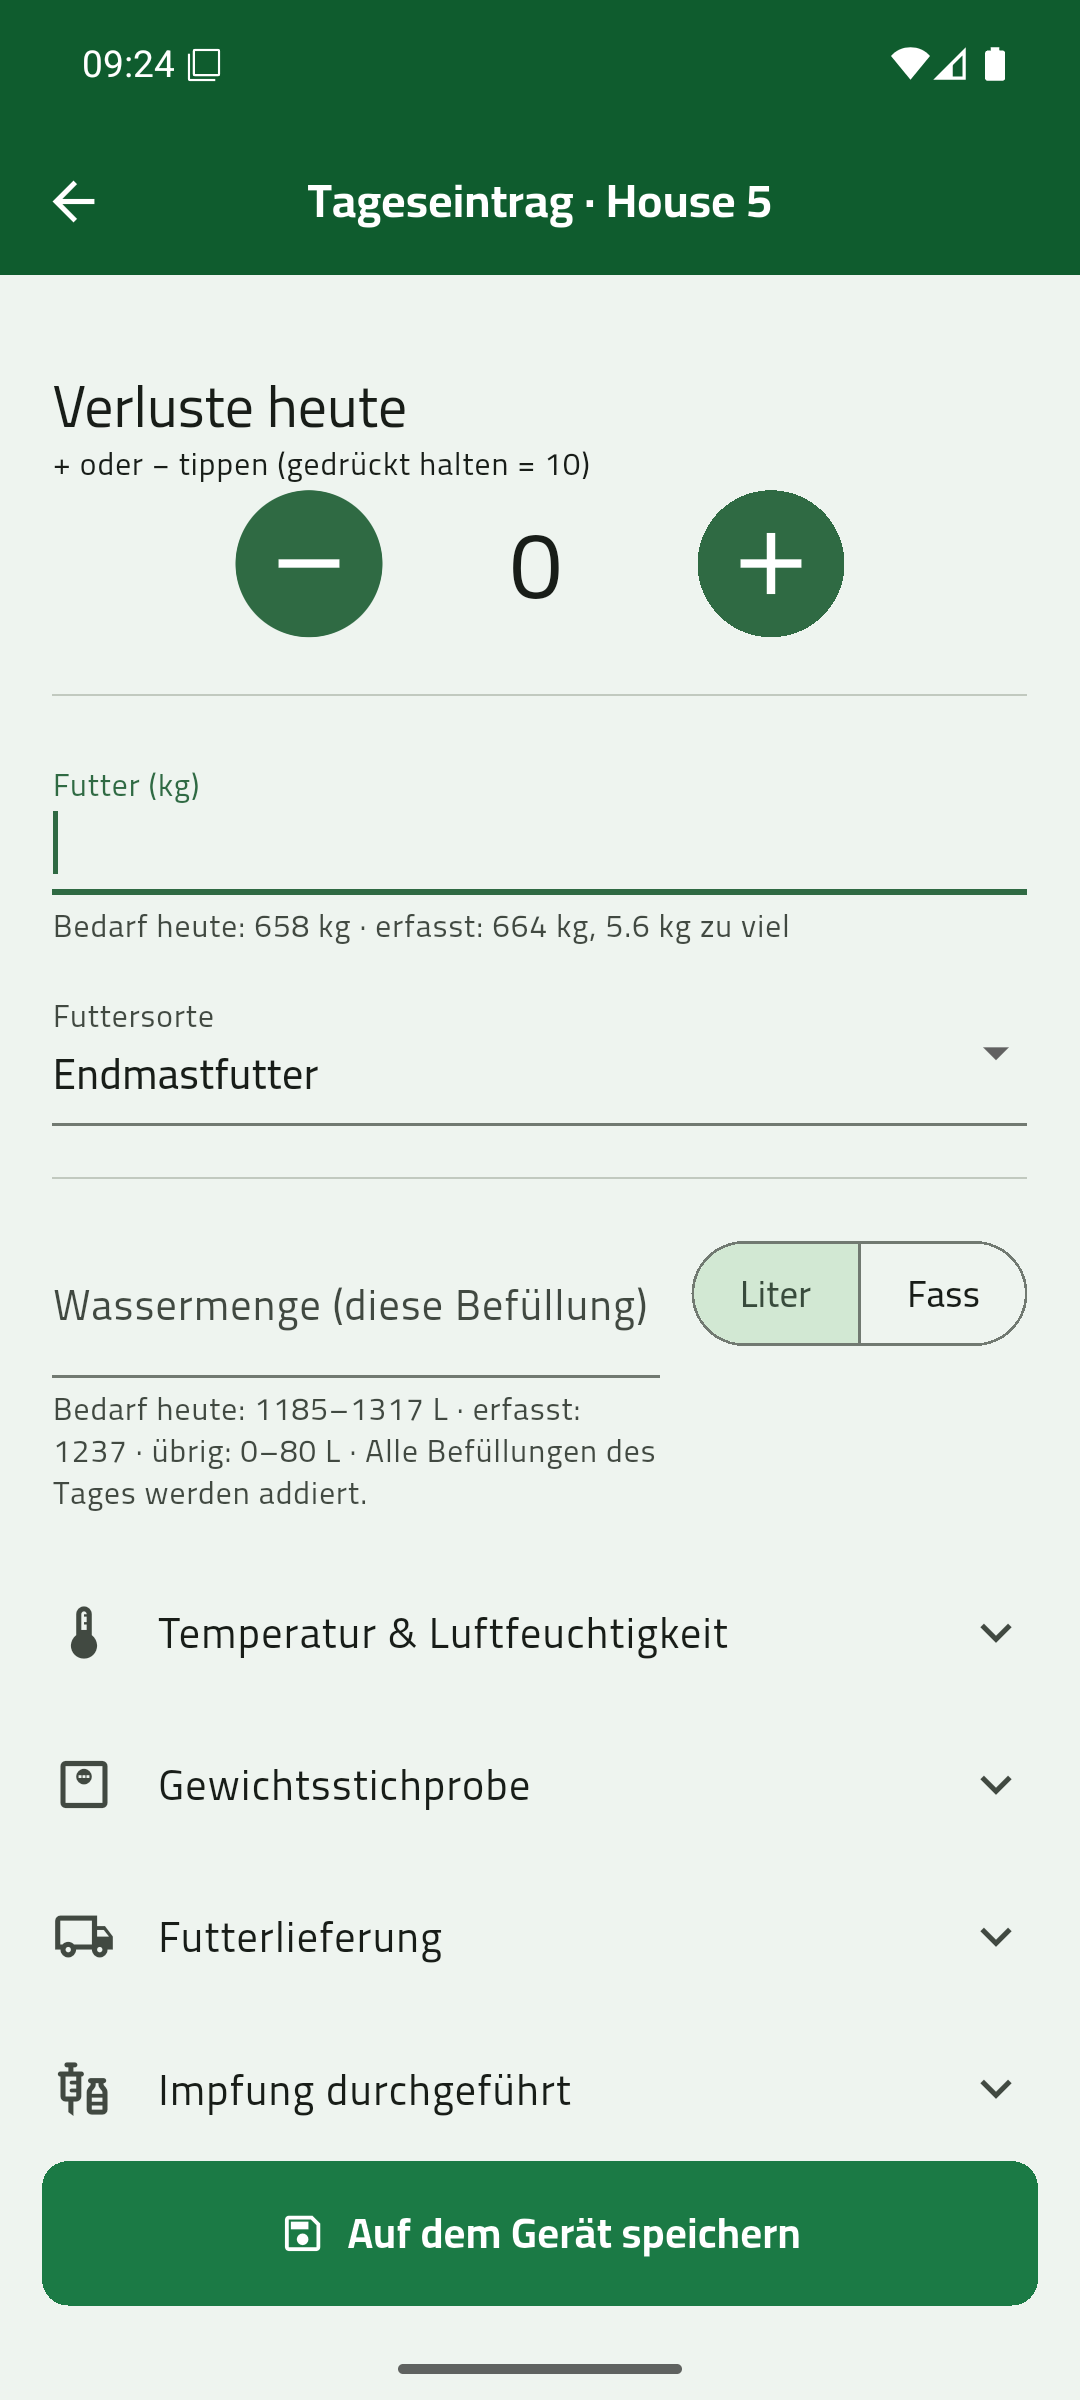 09:24
Tageseintrag · House 5
Verluste heute
+ oder − tippen (gedrückt halten = 10)
0
Futter (kg)
Bedarf heute: 658 kg · erfasst: 664 kg, 5.6 kg zu viel
Futtersorte
Endmastfutter
Wassermenge (diese Befüllung)
Liter
Fass
Bedarf heute: 1185–1317 L · erfasst:
1237 · übrig: 0–80 L · Alle Befüllungen des
Tages werden addiert.
Temperatur & Luftfeuchtigkeit
Gewichtsstichprobe
Futterlieferung
Impfung durchgeführt
Auf dem Gerät speichern